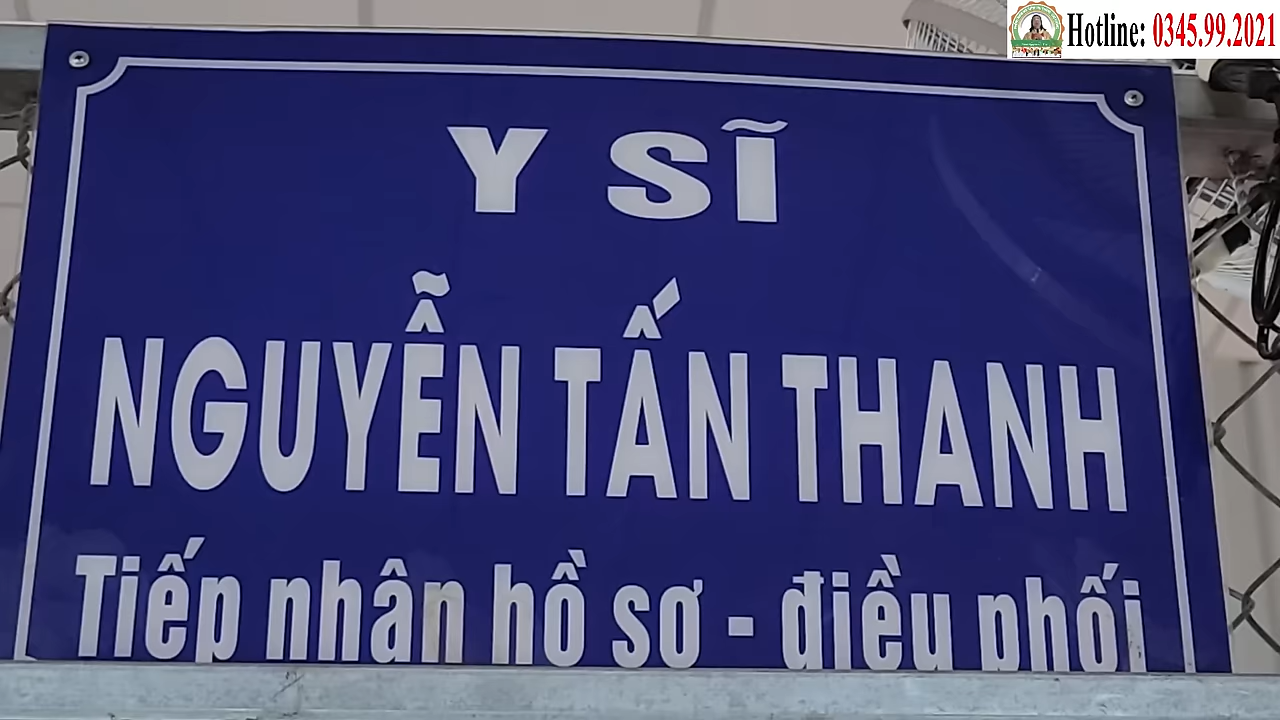 Hotline: 0345.99.2021
Y SĨ
NGUYỄN TẤN THANH
Tiếp nhận hồ sơ - điều phối